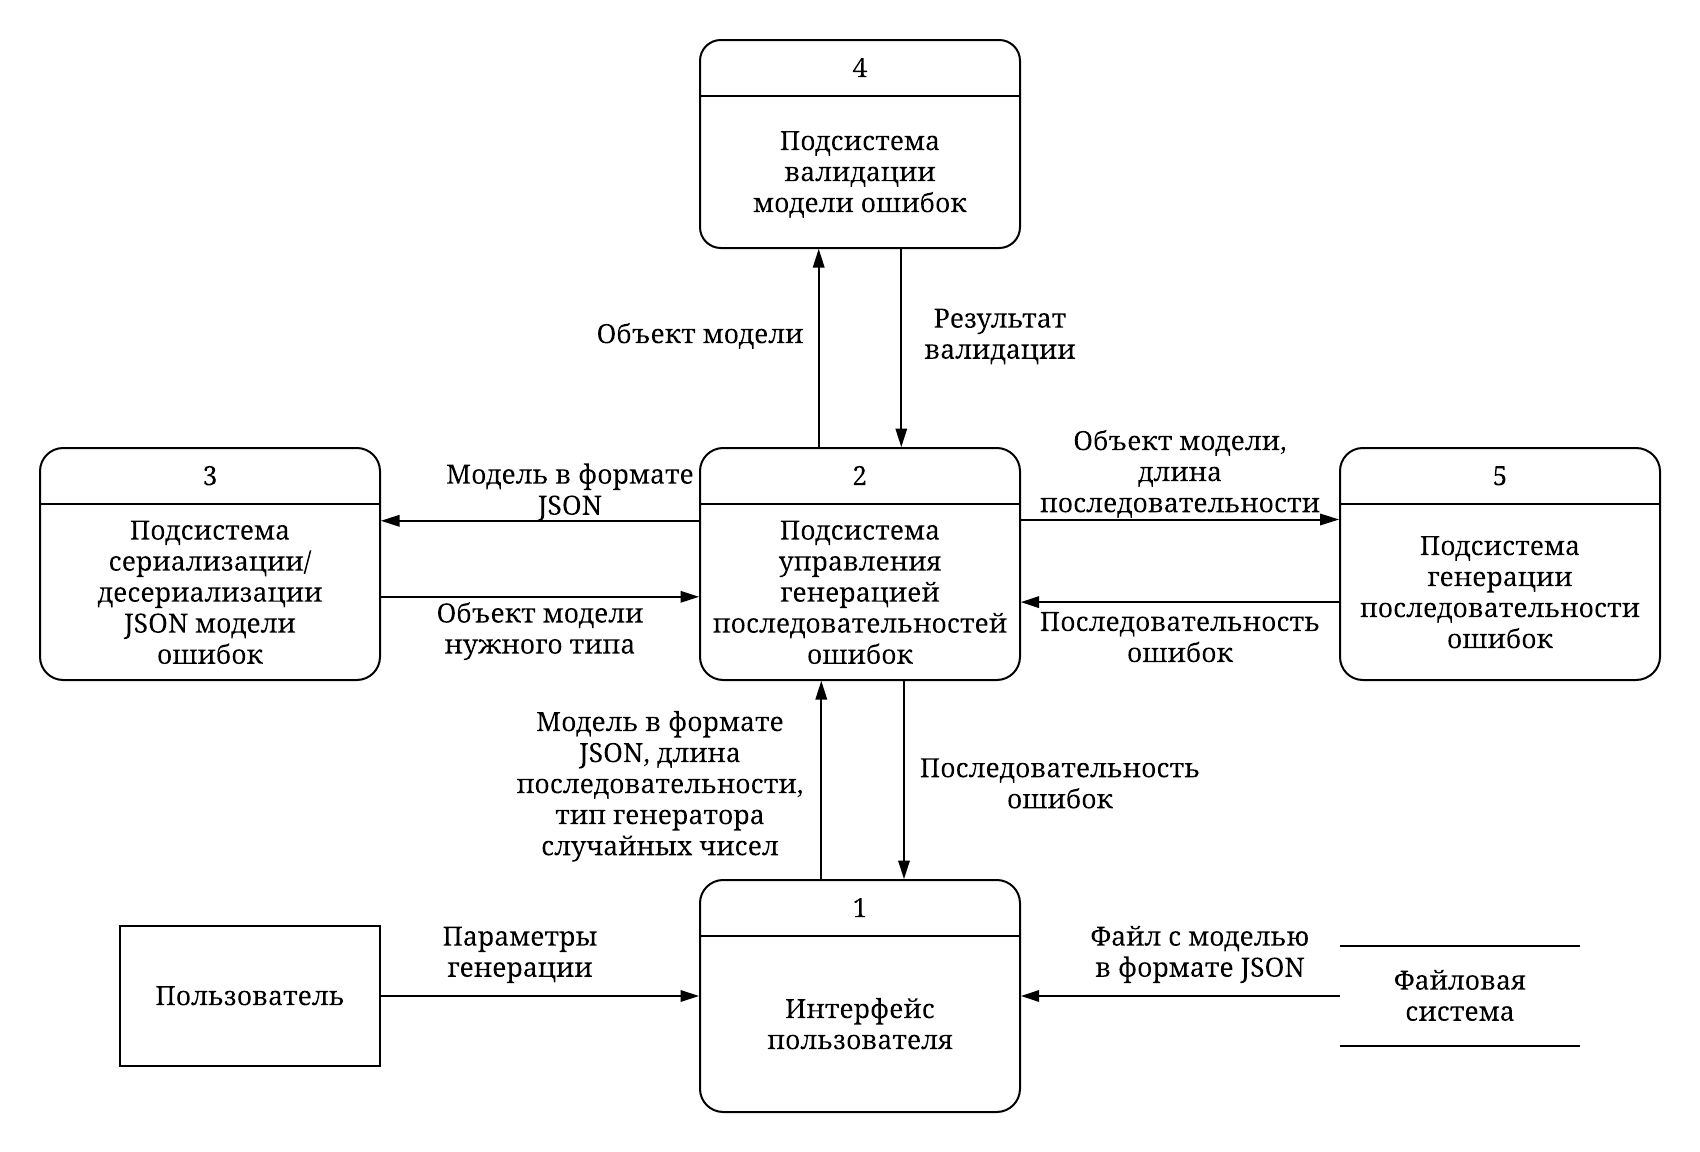 4
Подсистема
валидации
модели ошибок
Объект модели
Результат
валидации
3
Подсистема
сериализации/
десериализации
JSON модели
ошибок
Модель в формате
JSON
Объект модели
нужного типа
2
Подсистема
управления
генерацией
последовательностей
ошибок
Объект модели,
длина
последовательности
Последовательность
ошибок
5
Подсистема
генерации
последовательности
ошибок
Модель в формате
JSON, длина
последовательности,
тип генератора
случайных чисел
Последовательность
ошибок
Пользователь
Параметры
генерации
1
Интерфейс
пользователя
Файл с моделью
в формате JSON
Файловая
система